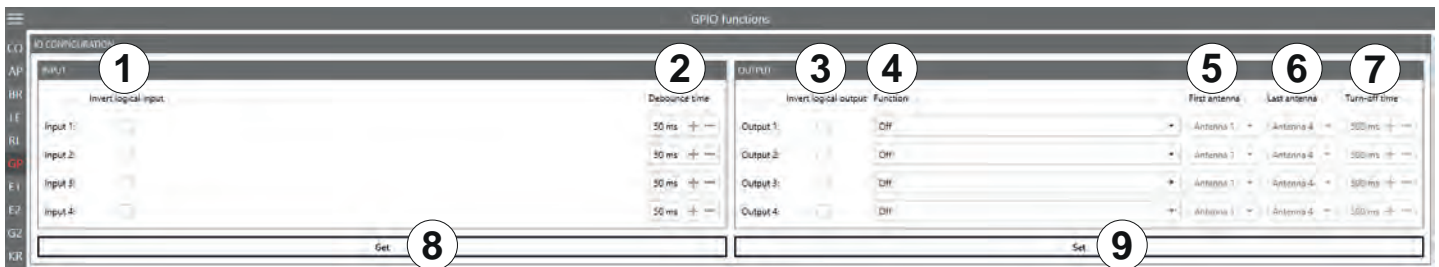 GPIO functions
CO IO CONFIGURATION
AP INPUT 1 2 OUTPUT 3 4 5 6 7
BR Invert logical input Debounce time Invert logical output Function First antenna Last antenna Turn-off time
Input 1: 50 ms + − Output 1: Off Antenna 1 Antenna 4 500 ms + −
RI
Input 2: 50 ms + − Output 2: Off Antenna 1 Antenna 4 500 ms + −
GP
E1 Input 3: 50 ms + − Output 3: Off Antenna 1 Antenna 4 500 ms + −
E2 Input 4: 50 ms + − Output 4: Off Antenna 1 Antenna 4 500 ms + −
G2
KR Get 8 Set 9